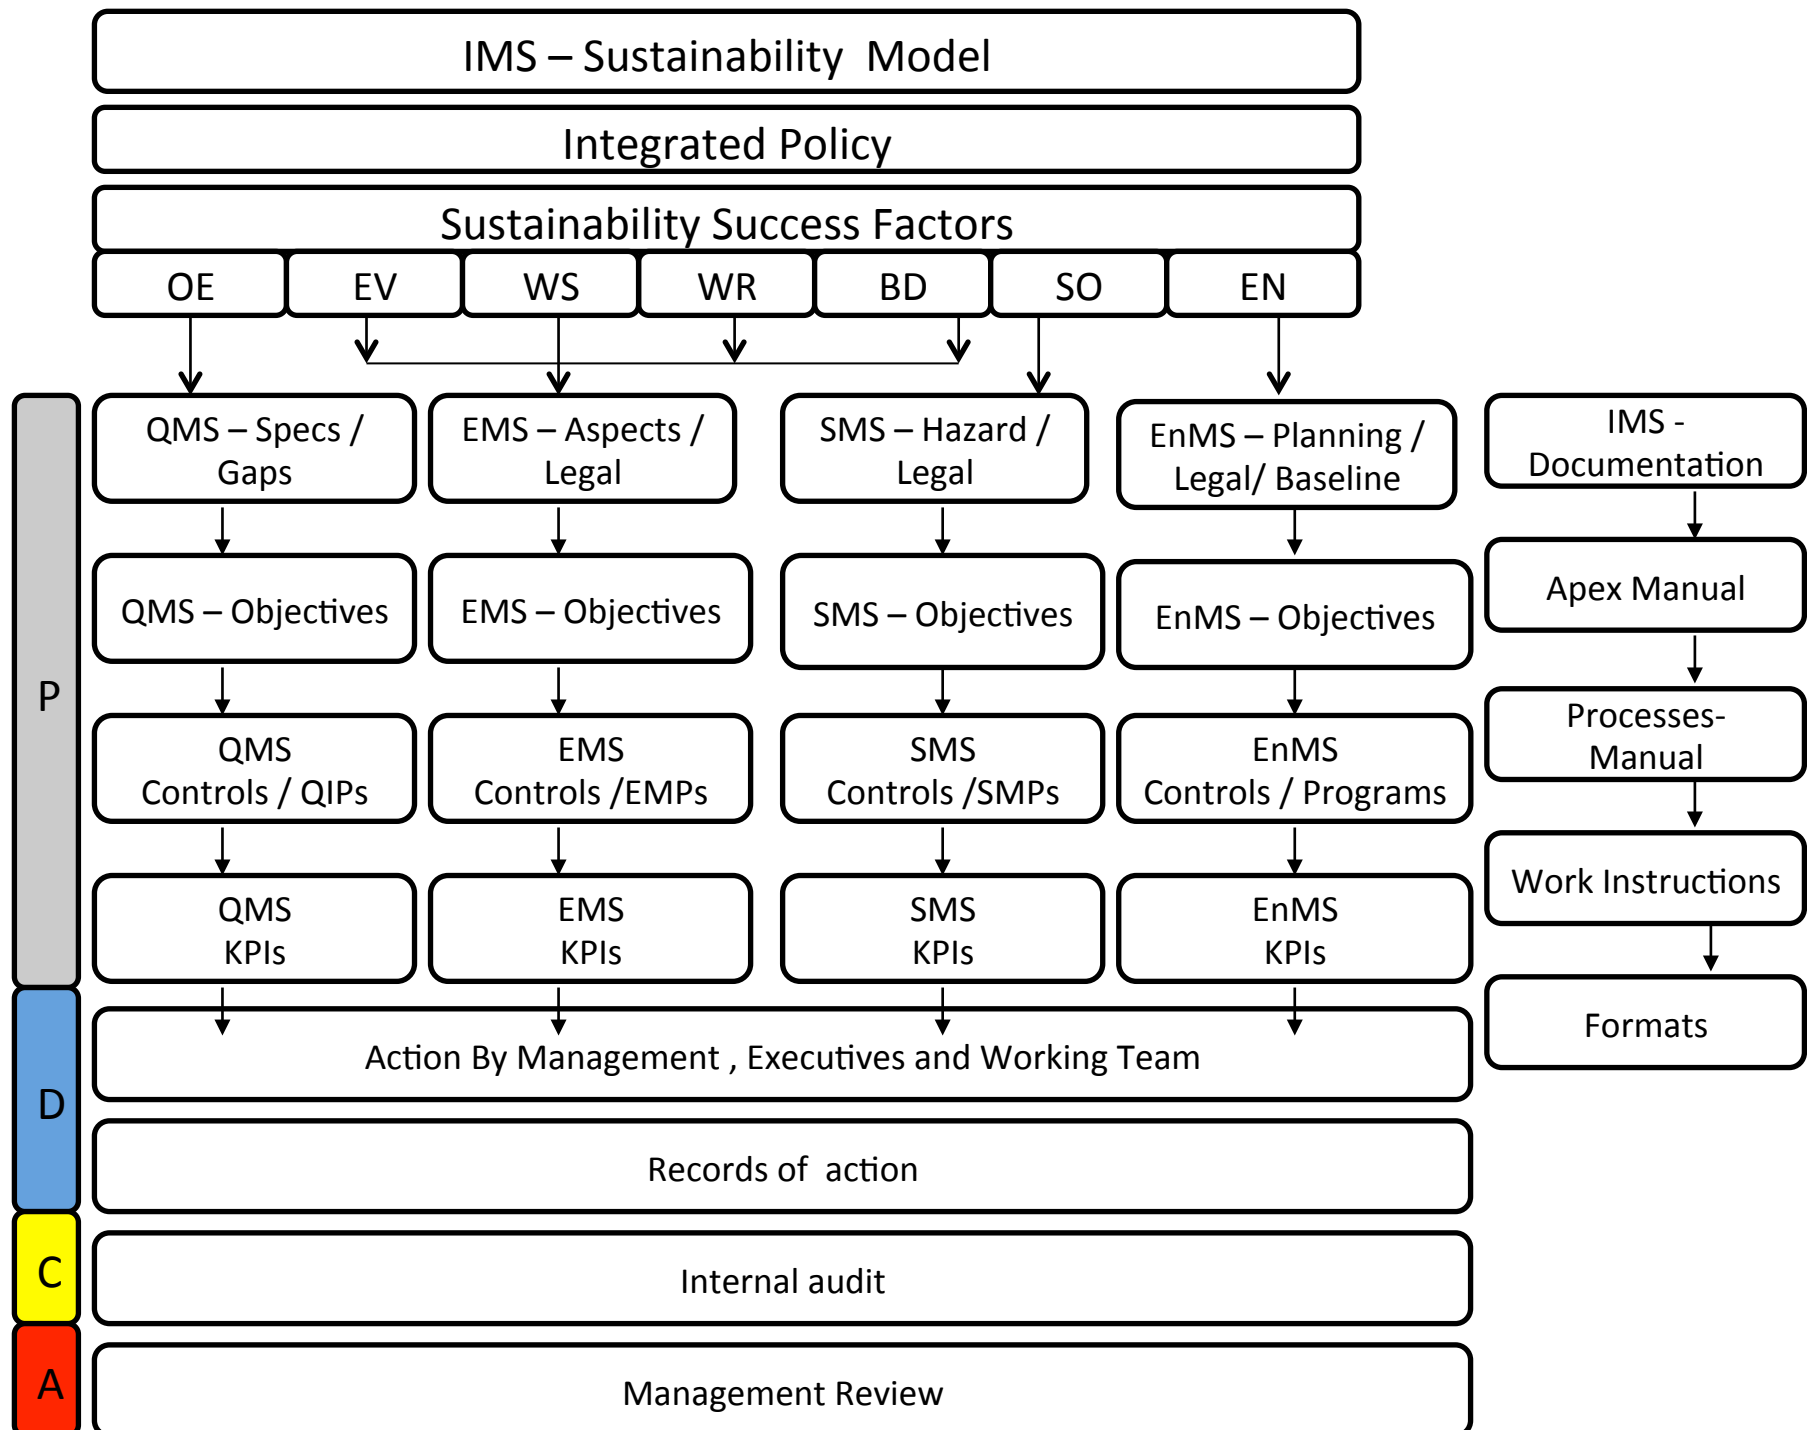 IMS – Sustainability  Model
Integrated Policy
Sustainability Success Factors
OE
EV
WS
WR
BD
SO
EN
P
QMS – Specs /
Gaps
EMS – Aspects /
Legal
SMS – Hazard /
Legal
EnMS – Planning /
Legal/ Baseline
IMS -
Documentation
QMS – Objectives
EMS – Objectives
SMS – Objectives
EnMS – Objectives
Apex Manual
QMS
Controls / QIPs
EMS
Controls /EMPs
SMS
Controls /SMPs
EnMS
Controls / Programs
Processes-
Manual
QMS
KPIs
EMS
KPIs
SMS
KPIs
EnMS
KPIs
Work Instructions
Formats
D
Action By Management , Executives and Working Team
Records of  action
C
Internal audit
A
Management Review